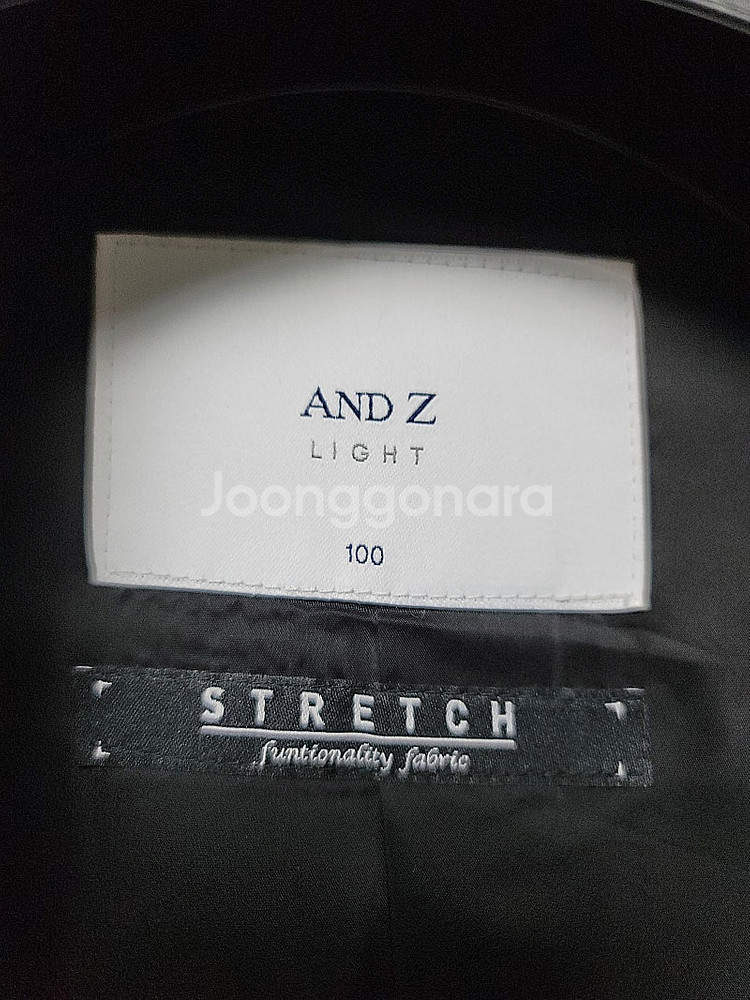 AND Z
LIGHT
Joonggonara
100
STRETCH
funtionality fabric